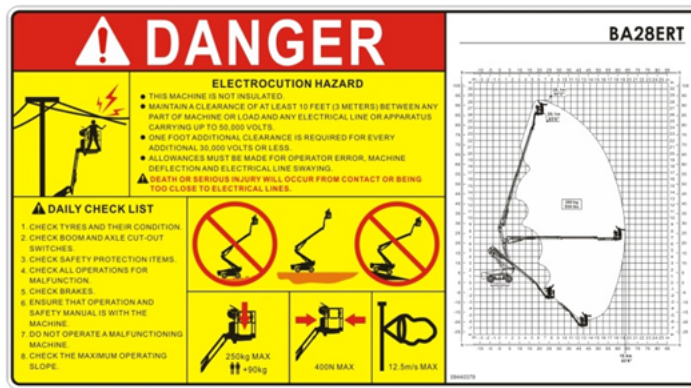 DANGER
BA28ERT
ELECTROCUTION HAZARD
● THIS MACHINE IS NOT INSULATED.
● MAINTAIN A CLEARANCE OF AT LEAST 10 FEET (3 METERS) BETWEEN ANY
PART OF MACHINE OR LOAD AND ANY ELECTRICAL LINE OR APPARATUS
CARRYING UP TO 50,000 VOLTS.
● ONE FOOT ADDITIONAL CLEARANCE IS REQUIRED FOR EVERY
ADDITIONAL 30,000 VOLTS OR LESS.
● ALLOWANCES MUST BE MADE FOR OPERATOR ERROR, MACHINE
DEFLECTION AND ELECTRICAL LINE SWAYING.
DEATH OR SERIOUS INJURY WILL OCCUR FROM CONTACT OR BEING
TOO CLOSE TO ELECTRICAL LINES.
DAILY CHECK LIST
1. CHECK TYRES AND THEIR CONDITION.
2. CHECK BOOM AND AXLE CUT-OUT
SWITCHES.
3. CHECK SAFETY PROTECTION ITEMS.
4. CHECK ALL OPERATIONS FOR
MALFUNCTION.
5. CHECK BRAKES.
6. ENSURE THAT OPERATION AND
SAFETY MANUAL IS WITH THE
MACHINE.
7. DO NOT OPERATE A MALFUNCTIONING
MACHINE.
8. CHECK THE MAXIMUM OPERATING
SLOPE.
250kg MAX
+90kg
400N MAX
12.5m/s MAX